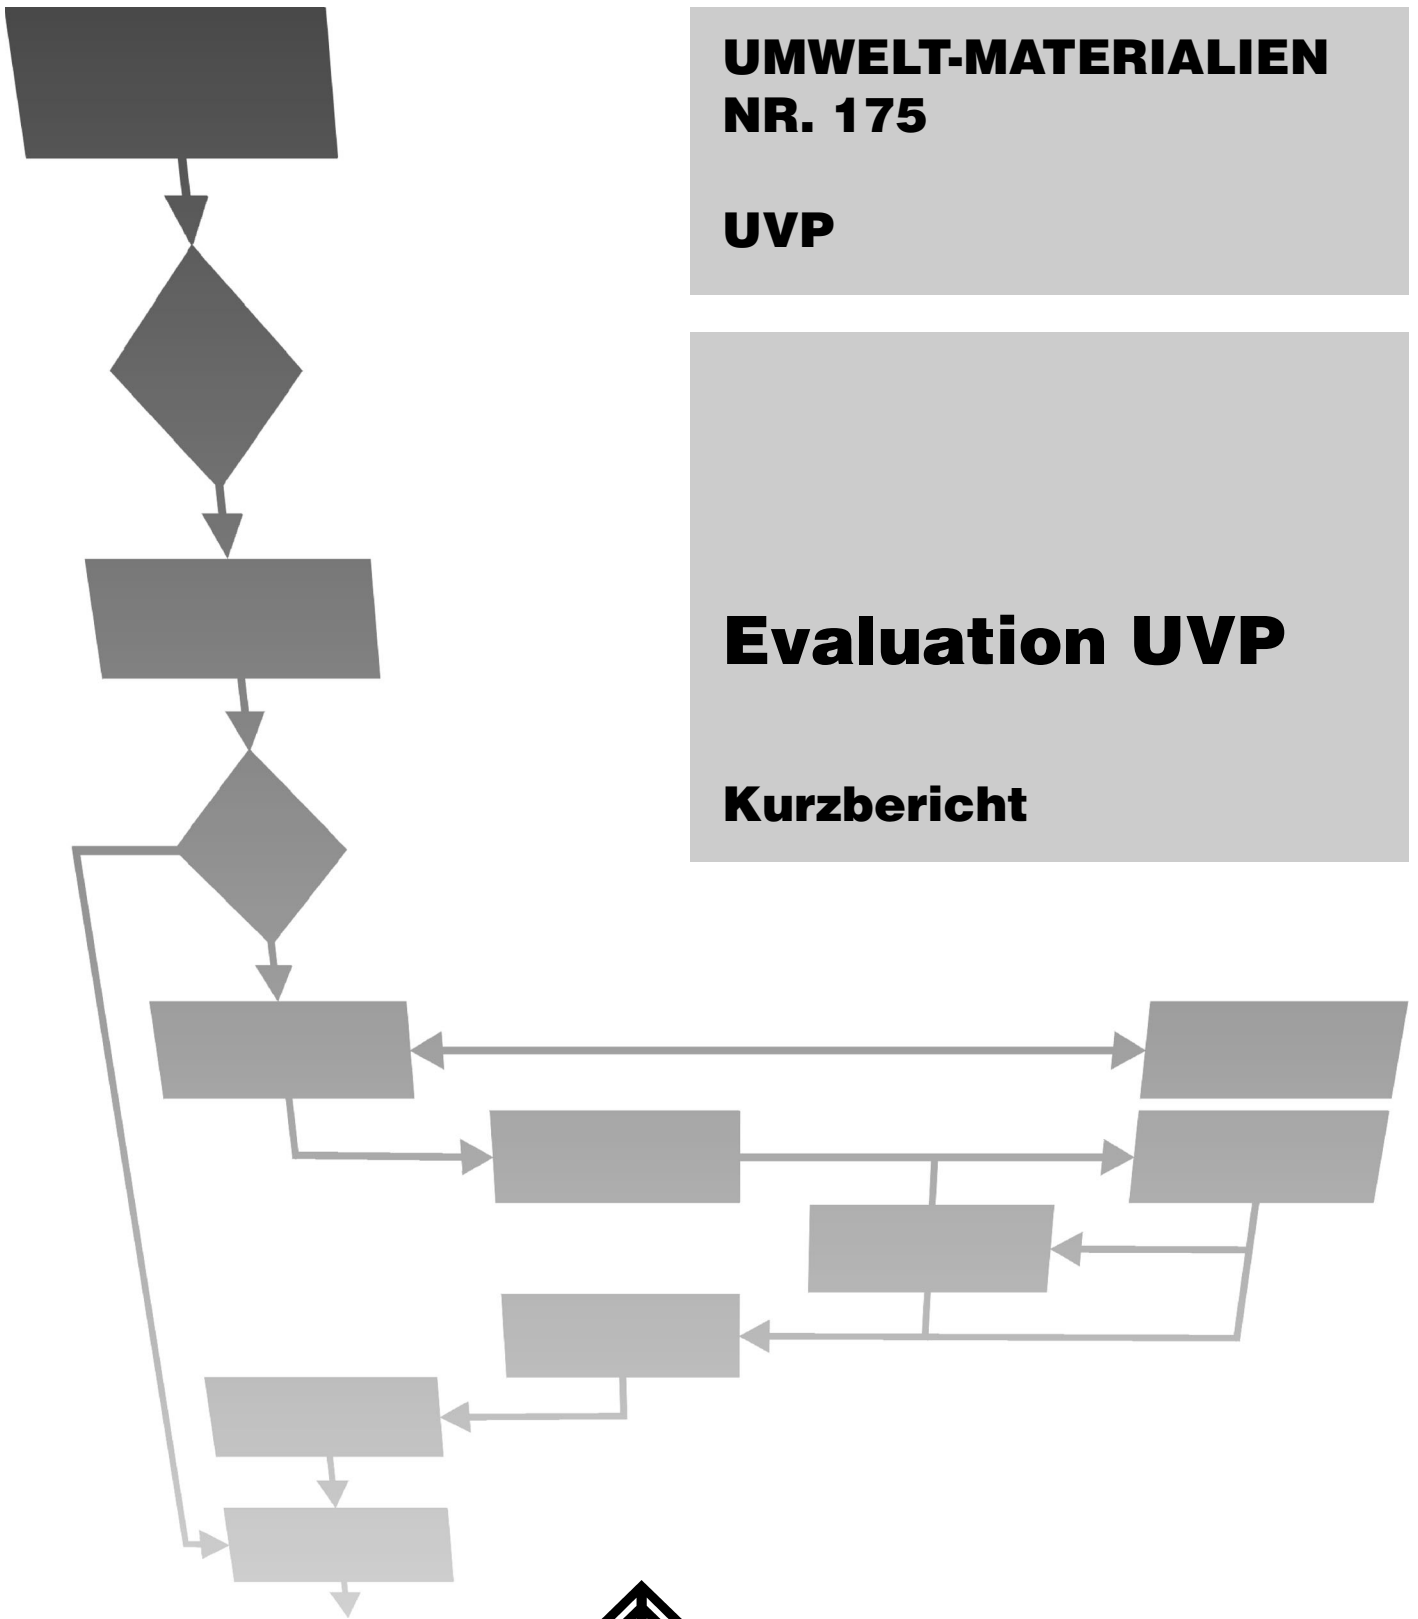 UMWELT-MATERIALIEN
NR. 175
UVP
Evaluation UVP
Kurzbericht